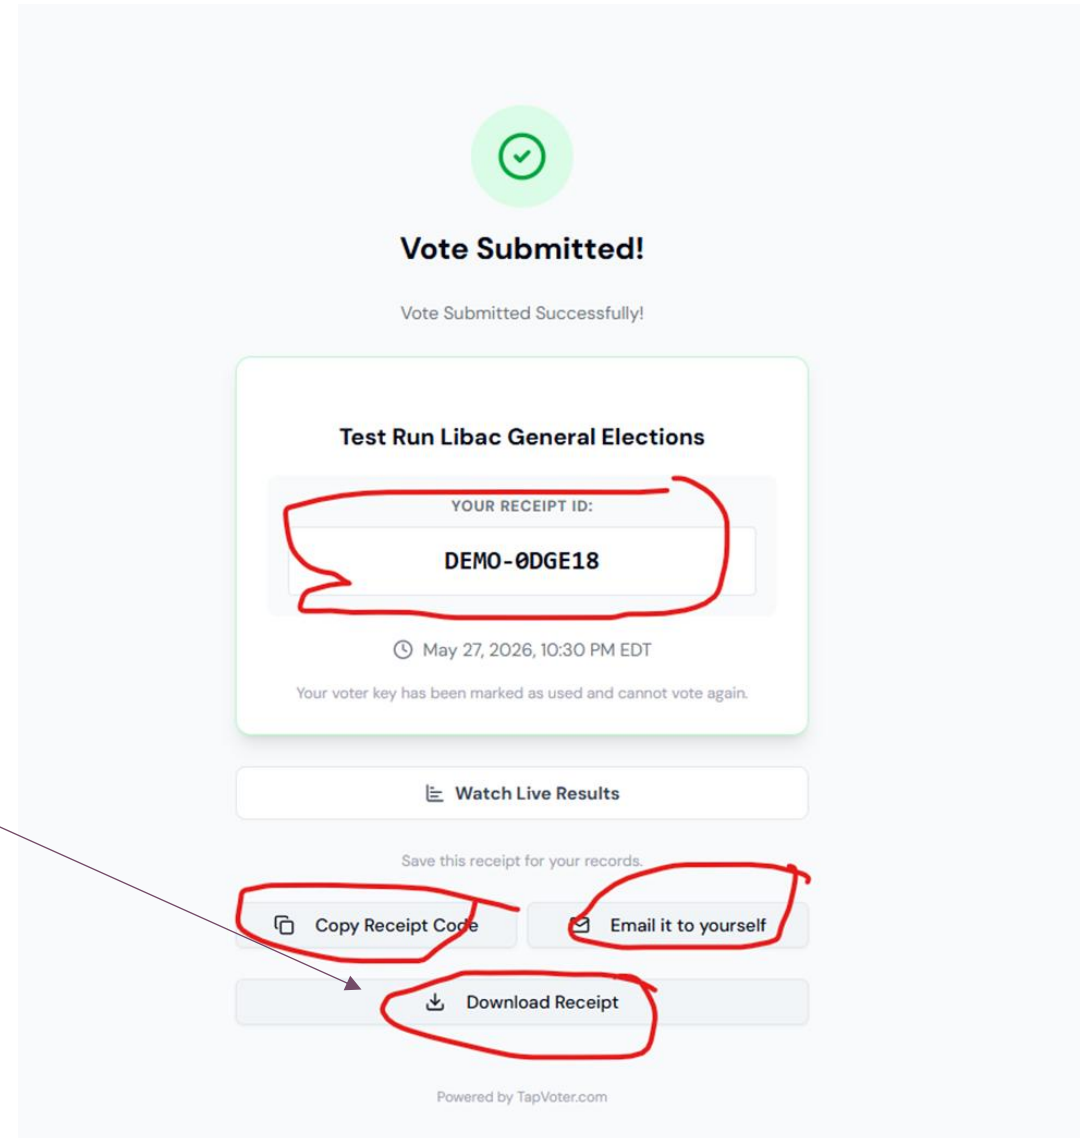 Vote Submitted!
Vote Submitted Successfully!
Test Run Libac General Elections
YOUR RECEIPT ID:
DEMO-0DGE18
May 27, 2026, 10:30 PM EDT
Your voter key has been marked as used and cannot vote again.
Watch Live Results
Save this receipt for your records.
Copy Receipt Code
Email it to yourself
Download Receipt
Powered by TapVoter.com